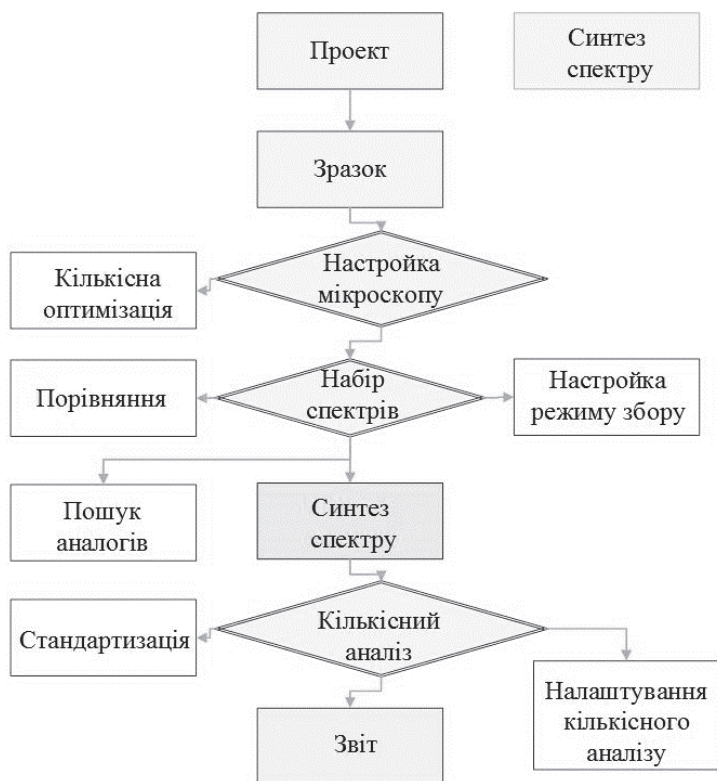 Проект
Синтез
спектру
Зразок
Настройка
мікроскопу
Кількісна
оптимізація
Набір
спектрів
Порівняння
Настройка
режиму збору
Пошук
аналогів
Синтез
спектру
Кількісний
аналіз
Стандартизація
Налаштування
кількісного
аналізу
Звіт